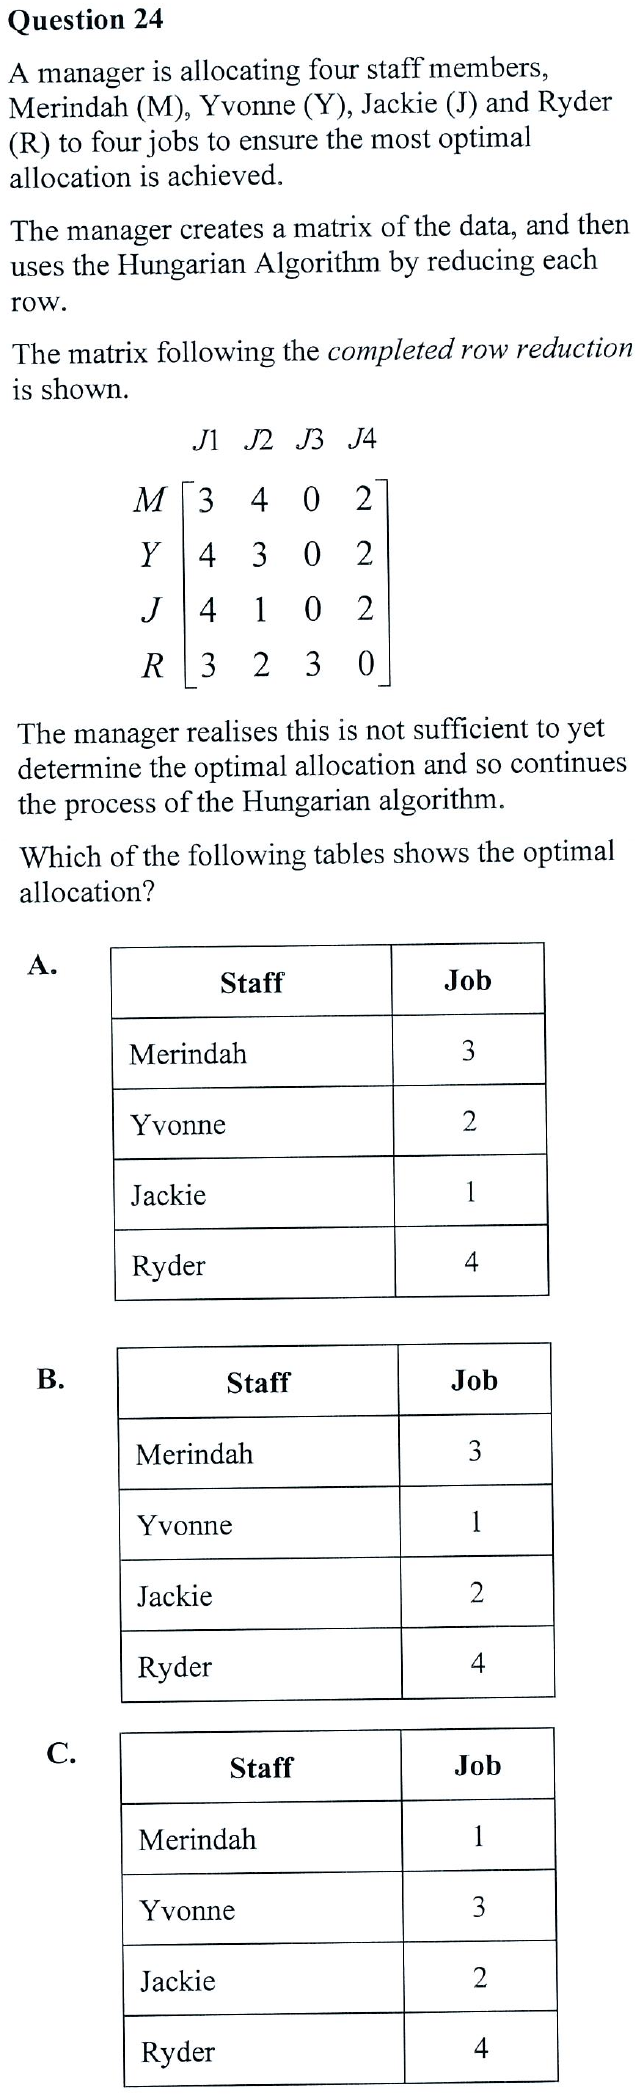 Question 24
A manager is allocating four staff members,
Merindah (M), Yvonne (Y), Jackie (J) and Ryder
(R) to four jobs to ensure the most optimal
allocation is achieved.
The manager creates a matrix of the data, and then
uses the Hungarian Algorithm by reducing each
row.
The matrix following the completed row reduction
is shown.
J1 J2 J3 J4
M 3 4 0 2
Y 4 3 0 2
J 4 1 0 2
R 3 2 3 0
The manager realises this is not sufficient to yet
determine the optimal allocation and so continues
the process of the Hungarian algorithm.
Which of the following tables shows the optimal
allocation?
A.
Staff Job
Merindah 3
Yvonne 2
Jackie 1
Ryder 4
B.
Staff Job
Merindah 3
Yvonne 1
Jackie 2
Ryder 4
C.
Staff Job
Merindah 1
Yvonne 3
Jackie 2
Ryder 4